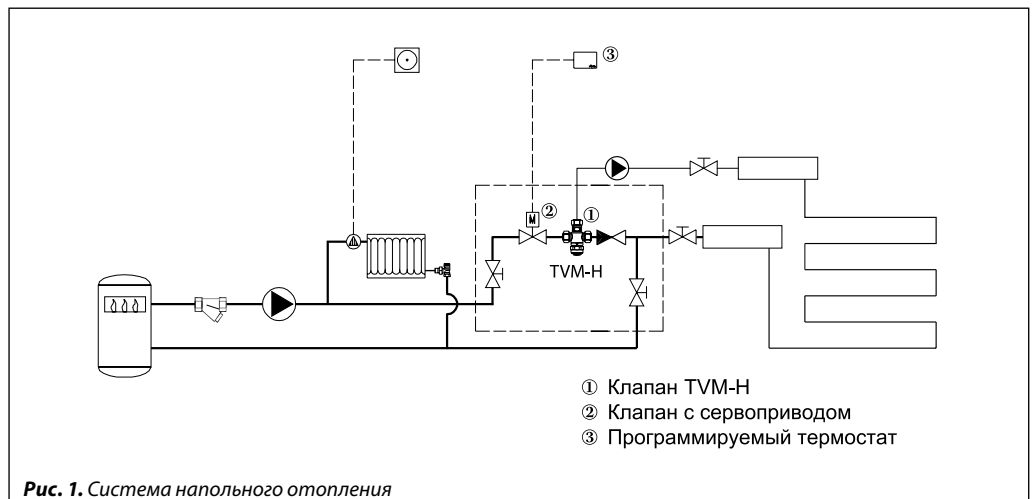 ③
M
②
①
TVM-H
① Клапан TVM-H
② Клапан с сервоприводом
③ Программируемый термостат
Рис. 1. Система напольного отопления